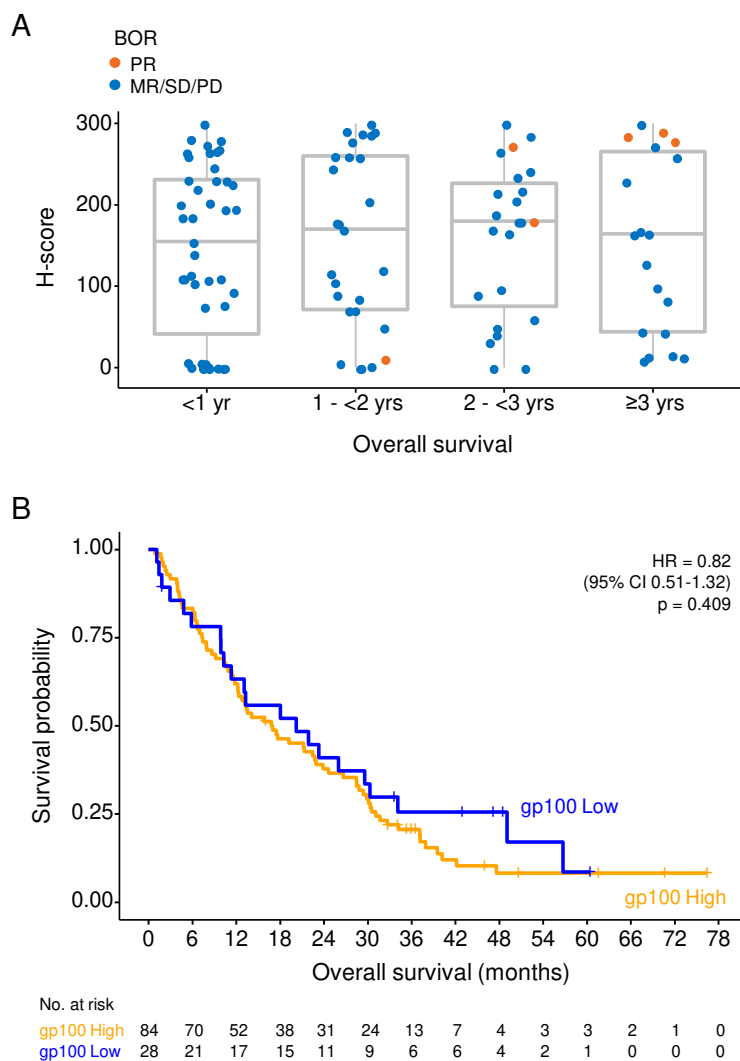 A
BOR
PR
MR/SD/PD
300
200
100
0
H-score
<1 yr
1 - <2 yrs
2 - <3 yrs
≥3 yrs
Overall survival
B
1.00
0.75
0.50
0.25
0.00
Survival probability
HR = 0.82
(95% CI 0.51-1.32)
p = 0.409
gp100 Low
gp100 High
0 6 12 18 24 30 36 42 48 54 60 66 72 78
Overall survival (months)
No. at risk
gp100 High 84 70 52 38 31 24 13 7 4 3 3 2 1 0
gp100 Low 28 21 17 15 11 9 6 6 4 2 1 0 0 0